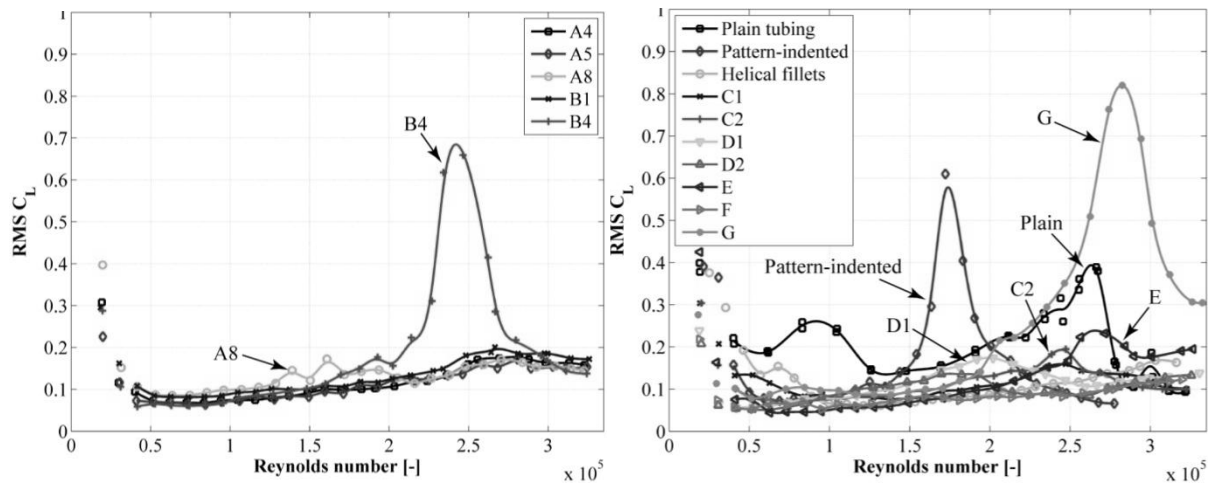 1
0.9
0.8
0.7
0.6
0.5
0.4
0.3
0.2
0.1
0
RMS C_L
0.5 1 1.5 2 2.5 3
Reynolds number [-]
x 10^5
A4
A5
A8
B1
B4
B4
A8
1
0.9
0.8
0.7
0.6
0.5
0.4
0.3
0.2
0.1
0
RMS C_L
0.5 1 1.5 2 2.5 3
Reynolds number [-]
x 10^5
Plain tubing
Pattern-indented
Helical fillets
C1
C2
D1
D2
E
F
G
G
Plain
Pattern-indented
C2
E
D1